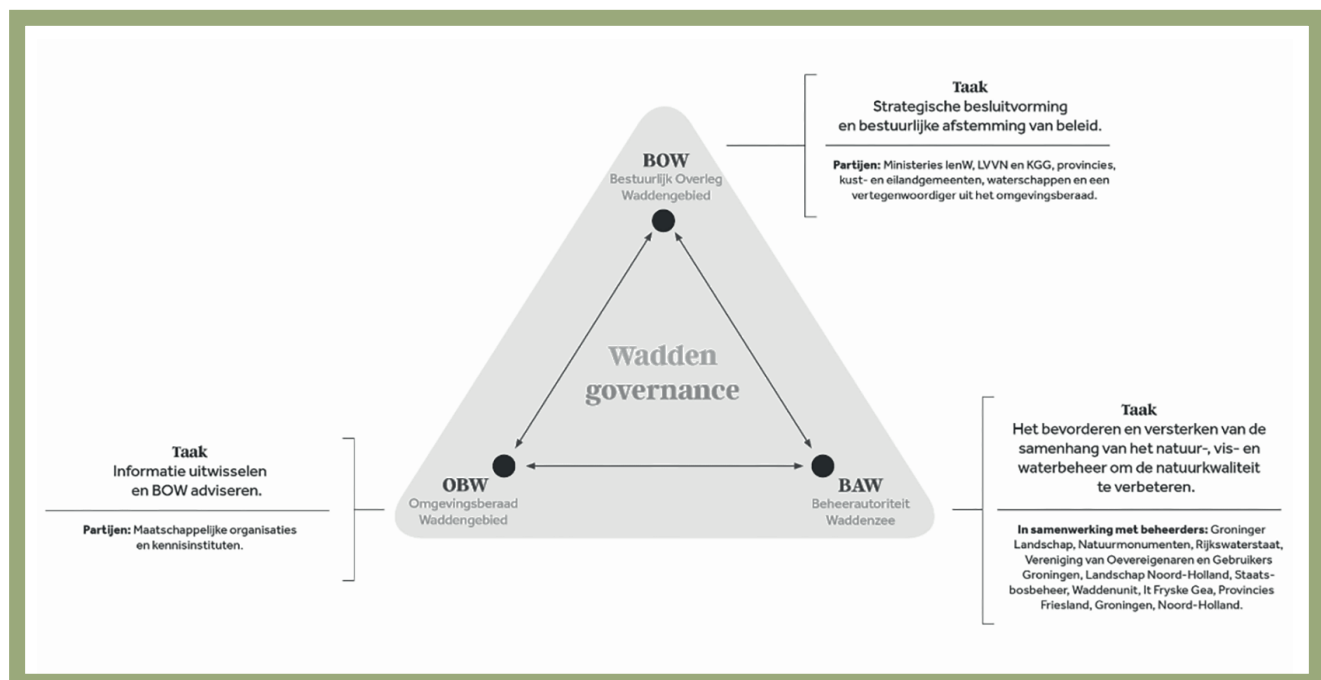 Taak
Strategische besluitvorming
en bestuurlijke afstemming van beleid.
Partijen: Ministeries IenW, LVVN en KGG, provincies,
kust- en eilandgemeenten, waterschappen en een
vertegenwoordiger uit het omgevingsberaad.
BOW
Bestuurlijk Overleg
Waddengebied
Wadden
governance
Taak
Informatie uitwisselen
en BOW adviseren.
Partijen: Maatschappelijke organisaties
en kennisinstituten.
OBW
Omgevingsberaad
Waddengebied
BAW
Beheerautoriteit
Waddenzee
Taak
Het bevorderen en versterken van de
samenhang van het natuur-, vis- en
waterbeheer om de natuurkwaliteit
te verbeteren.
In samenwerking met beheerders: Groninger
Landschap, Natuurmonumenten, Rijkswaterstaat,
Vereniging van Oevereigenaren en Gebruikers
Groningen, Landschap Noord-Holland, Staats-
bosbeheer, Waddenunit, It Fryske Gea, Provincies
Friesland, Groningen, Noord-Holland.